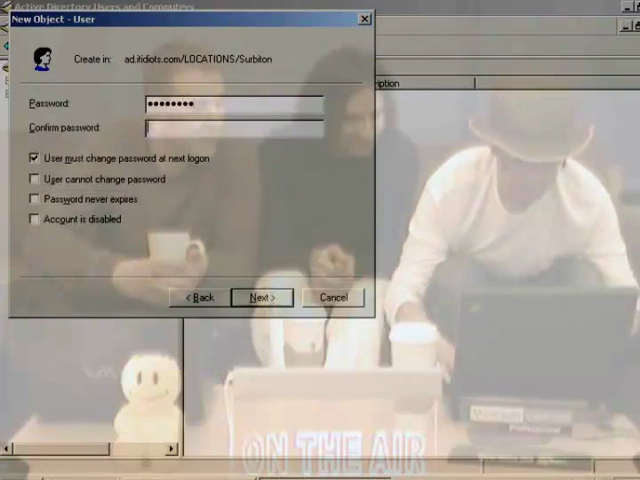 Active Directory Users and Computers
New Object - User
Create in: ad.itidiots.com/LOCATIONS/Surbiton
ription
Password: ••••••••
Confirm password:
User must change password at next logon
User cannot change password
Password never expires
Account is disabled
< Back Next > Cancel
Professional
ON THE AIR